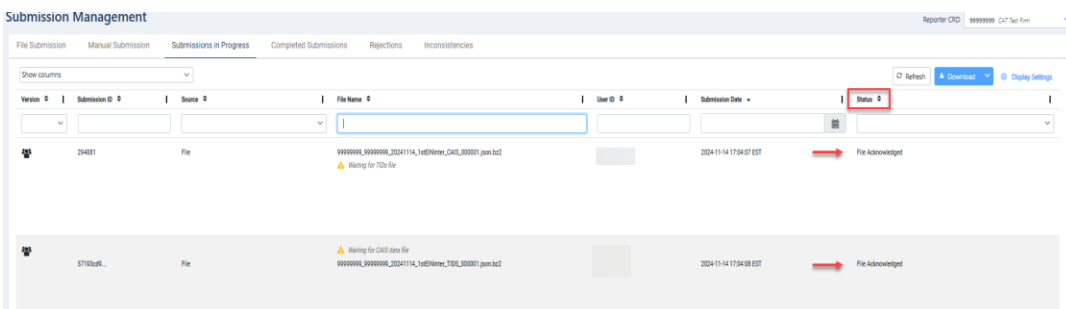 Submission Management
Reporter CRD 99999999 CAT Test Firm
File Submission Manual Submission Submissions in Progress Completed Submissions Rejections Inconsistencies
Show columns Refresh Download Display Settings
Version Submission ID Source File Name User ID Submission Date Status
294081 File 99999999_99999999_20241114_1stElNinter_CAIS_000001.json.bz2 2024-11-14 17:04:07 EST File Acknowledged
Waiting for TIDs file
Waiting for CAIS data file
57193cd9... File 99999999_99999999_20241114_1stElNinter_TIDS_000001.json.bz2 2024-11-14 17:04:08 EST File Acknowledged